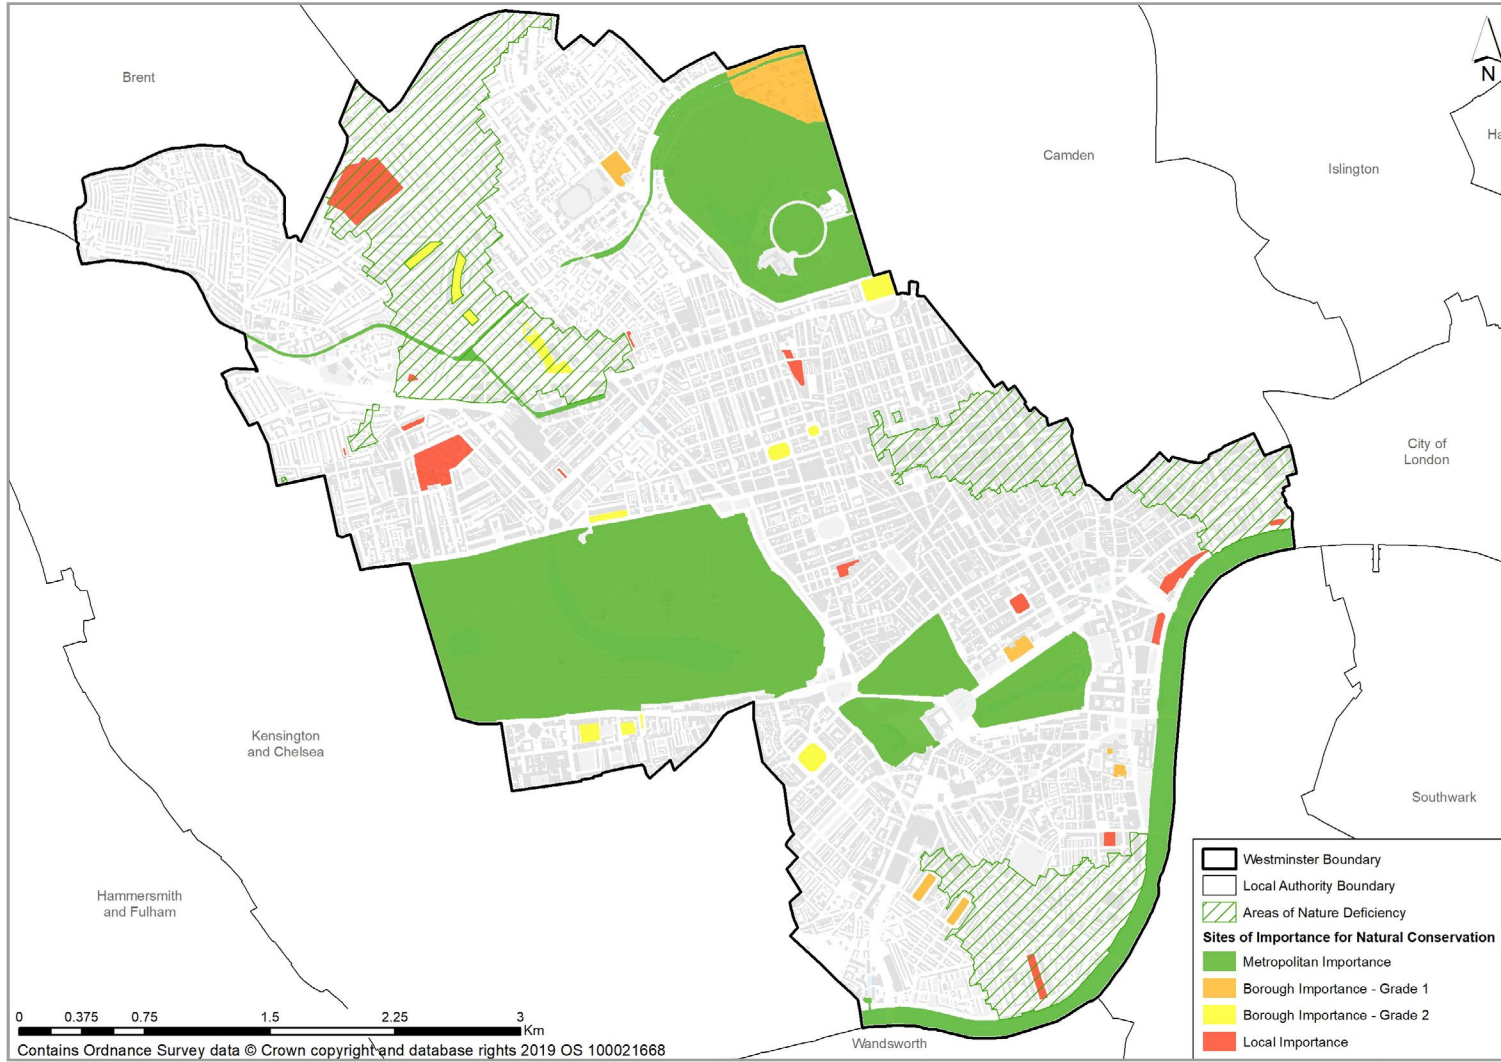 N
Brent
Ha
Camden
Islington
City of
London
Kensington
and Chelsea
Southwark
Hammersmith
and Fulham
Wandsworth
Westminster Boundary
Local Authority Boundary
Areas of Nature Deficiency
Sites of Importance for Natural Conservation
Metropolitan Importance
Borough Importance - Grade 1
Borough Importance - Grade 2
Local Importance
0 0.375 0.75 1.5 2.25 3
Km
Contains Ordnance Survey data © Crown copyright and database rights 2019 OS 100021668